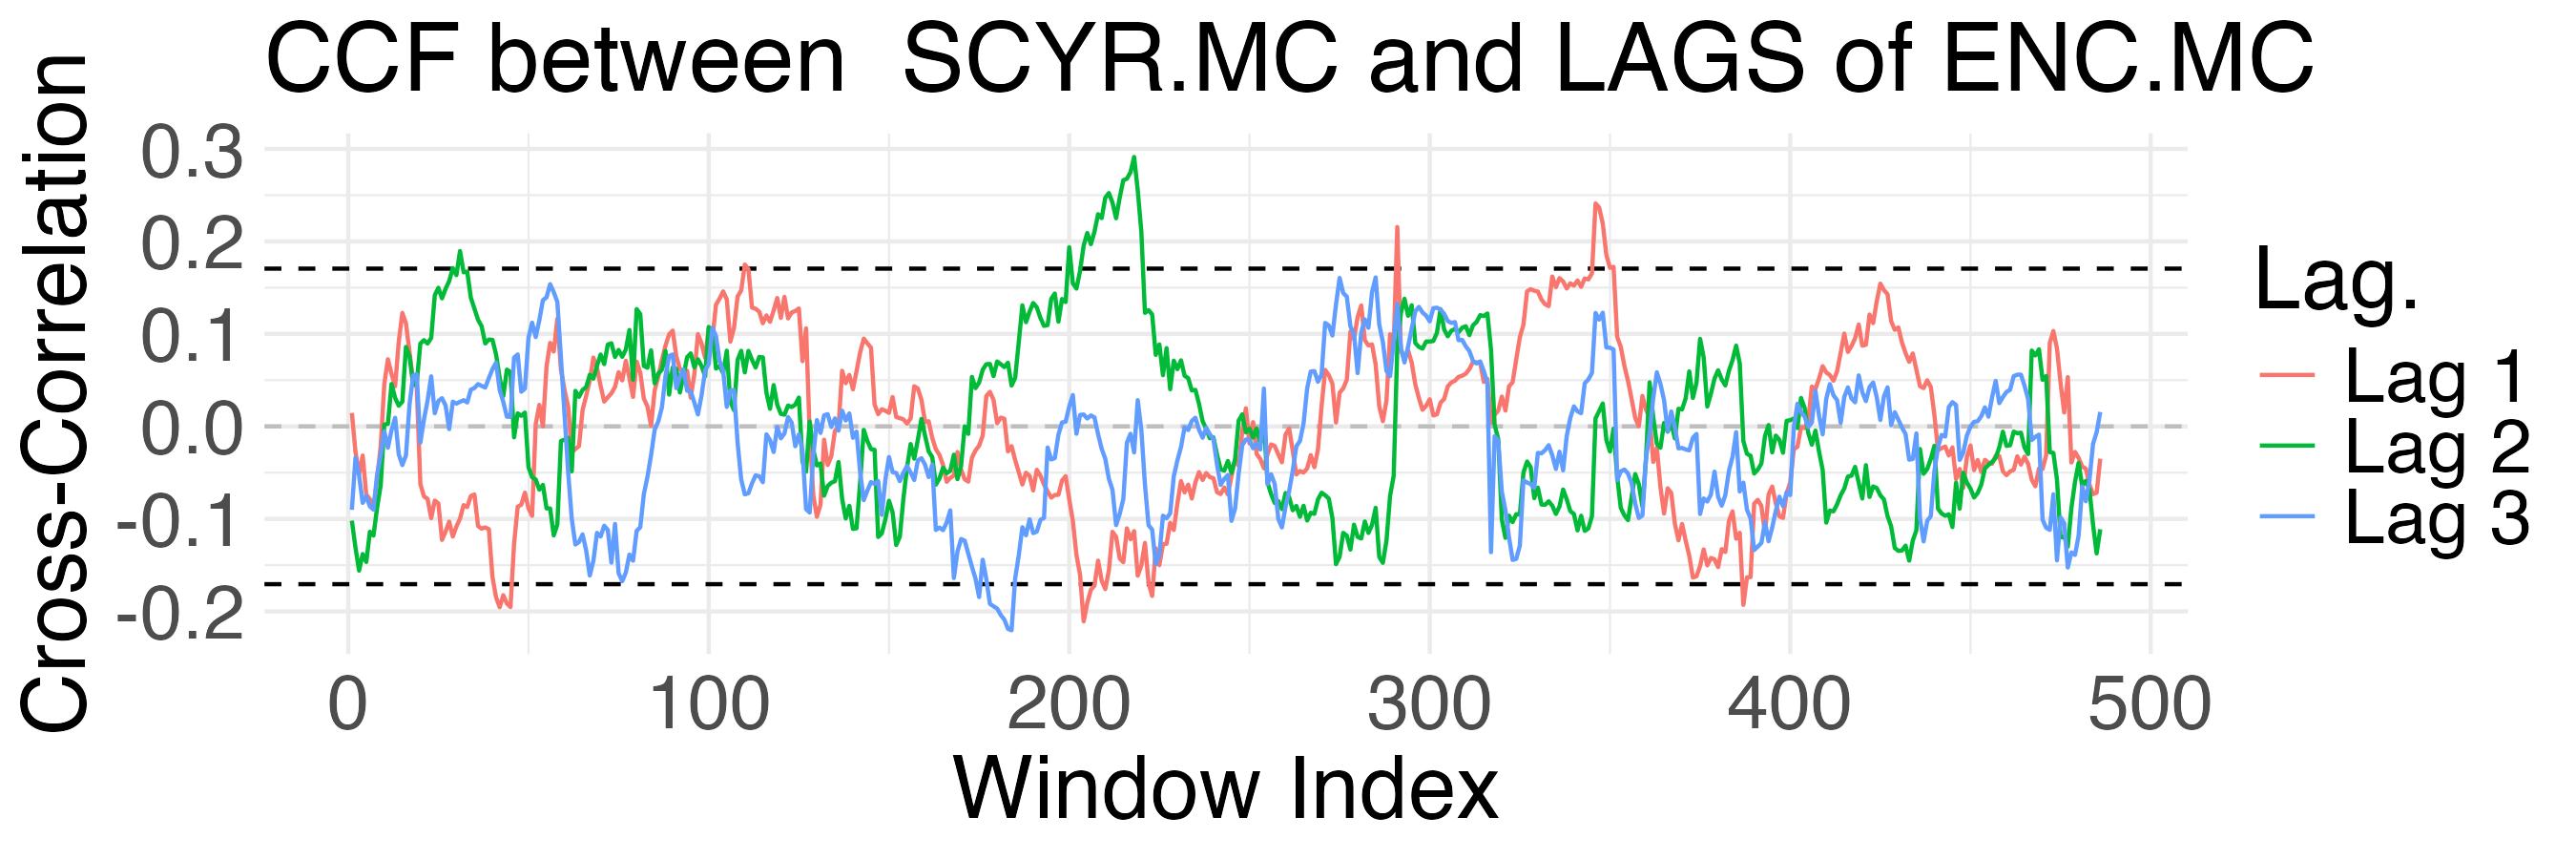 CCF between  SCYR.MC and LAGS of ENC.MC
Cross-Correlation
0.3
0.2
0.1
0.0
-0.1
-0.2
0 100 200 300 400 500
Window Index
Lag.
Lag 1
Lag 2
Lag 3